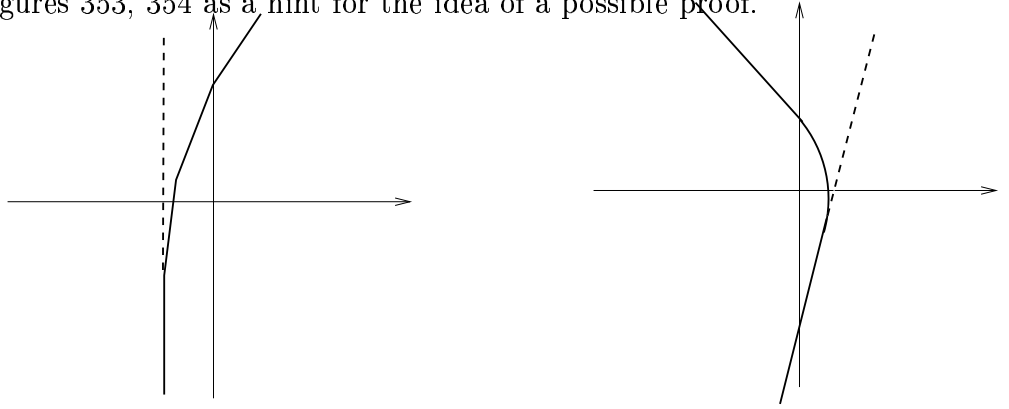 gures 353, 354 as a hint for the idea of a possible proof.